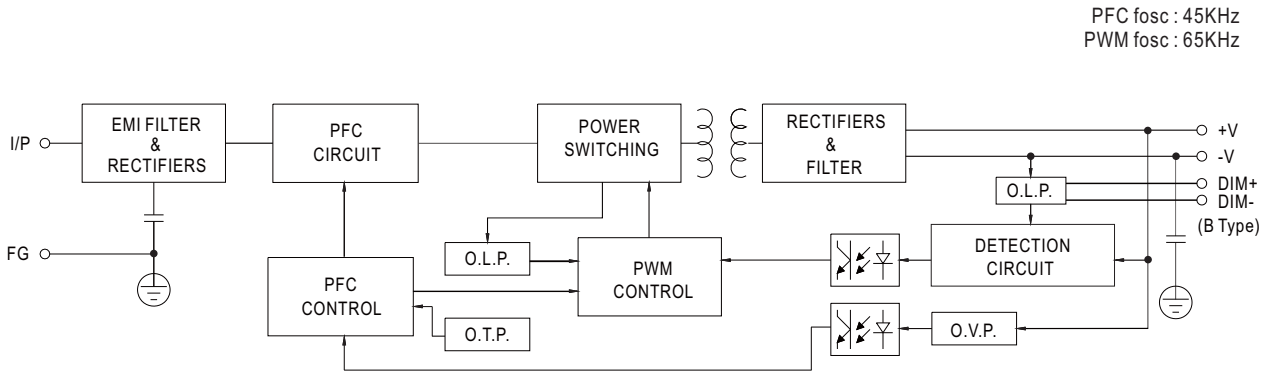 PFC fosc : 45KHz
PWM fosc : 65KHz
I/P
EMI FILTER
&
RECTIFIERS
PFC
CIRCUIT
POWER
SWITCHING
RECTIFIERS
&
FILTER
+V
-V
DIM+
DIM-
(B Type)
O.L.P.
FG
O.L.P.
PFC
CONTROL
PWM
CONTROL
DETECTION
CIRCUIT
O.T.P.
O.V.P.